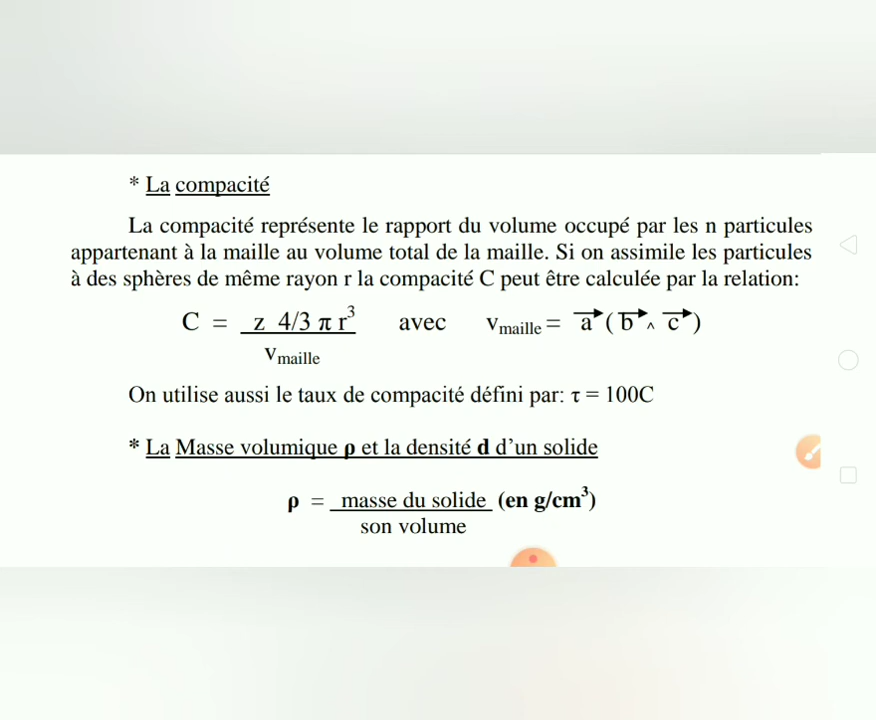 * La compacité
La compacité représente le rapport du volume occupé par les n particules
appartenant à la maille au volume total de la maille. Si on assimile les particules
à des sphères de même rayon r la compacité C peut être calculée par la relation:
C = z 4/3 π r³ avec vmaille = a⃗ ( b⃗ ∧ c⃗ )
vmaille
On utilise aussi le taux de compacité défini par: τ = 100C
* La Masse volumique ρ et la densité d d’un solide
ρ = masse du solide (en g/cm³)
son volume